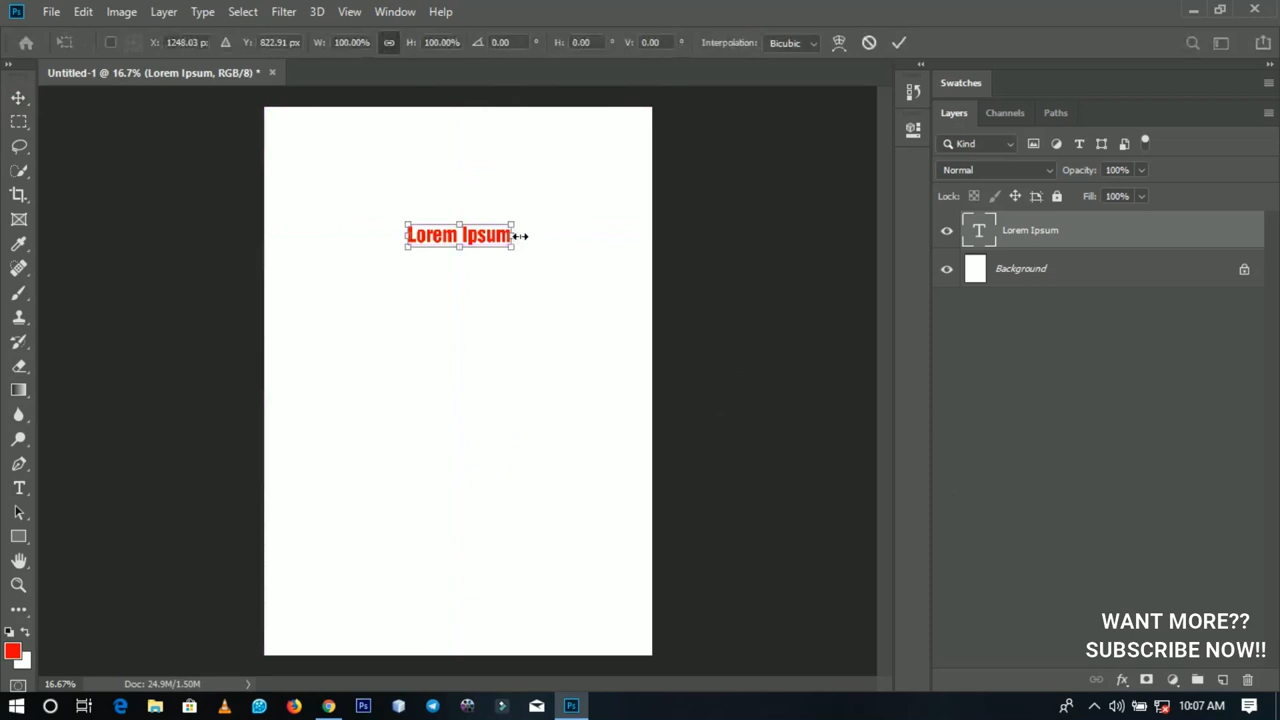 Ps File Edit Image Layer Type Select Filter 3D View Window Help
X: 1248.03 p: Y: 822.91 px W: 100.00% H: 100.00% 0.00 ° H: 0.00 ° V: 0.00 ° Interpolation: Bicubic
Untitled-1 @ 16.7% (Lorem Ipsum, RGB/8) * ×
Swatches
Layers Channels Paths
Kind
Normal Opacity: 100%
Lock: Fill: 100%
T Lorem Ipsum
Background
Lorem Ipsum
WANT MORE??
SUBSCRIBE NOW!!
16.67% Doc: 24.9M/1.50M
Ps Ps 10:07 AM